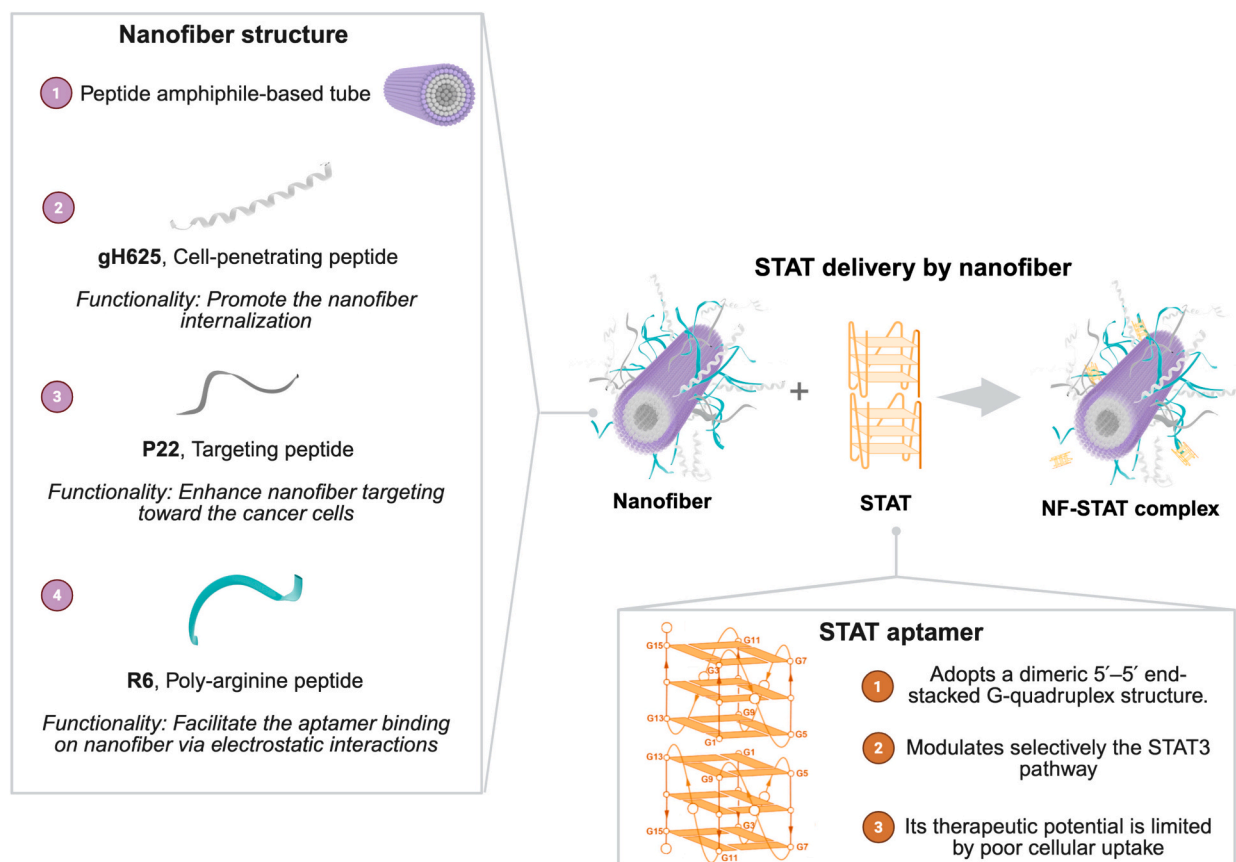 Nanofiber structure
1
Peptide amphiphile-based tube
2
gH625, Cell-penetrating peptide
Functionality: Promote the nanofiber
internalization
3
P22, Targeting peptide
Functionality: Enhance nanofiber targeting
toward the cancer cells
4
R6, Poly-arginine peptide
Functionality: Facilitate the aptamer binding
on nanofiber via electrostatic interactions
STAT delivery by nanofiber
+
Nanofiber
STAT
NF-STAT complex
STAT aptamer
G15
G11
G3
G7
G13
G9
G1
G5
G13
G1
G9
G5
G15
G3
G11
G7
1
Adopts a dimeric 5′–5′ end-
stacked G-quadruplex structure.
2
Modulates selectively the STAT3
pathway
3
Its therapeutic potential is limited
by poor cellular uptake